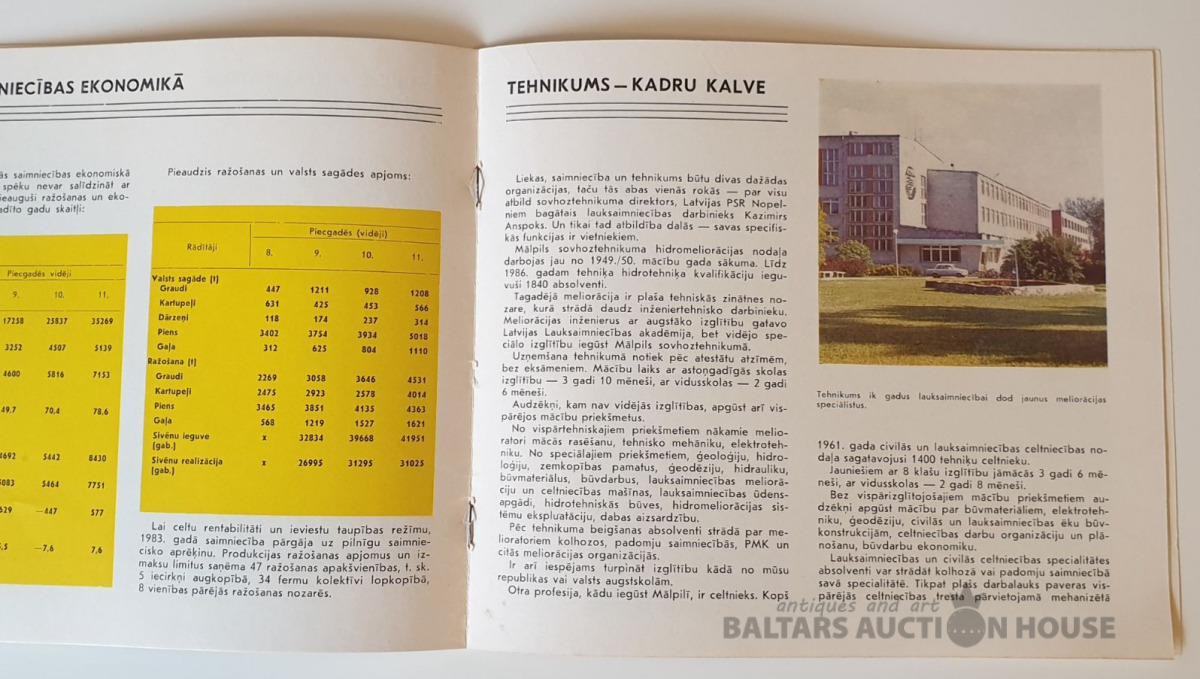 NIECĪBAS EKONOMIKĀ
ās saimniecības ekonomiskā
spēku nevar salīdzināt ar
ieauguši ražošanas un eko-
adīto gadu skaitļi:
Piecgadēs vidēji
9. 10. 11.
17258 25837 35269
3252 4507 5139
4600 5816 7153
49,7 70,4 78,6
4692 5442 8430
5083 5464 7751
629 —447 577
5,5 —7,6 7,6
Pieaudzis ražošanas un valsts sagādes apjoms:
Rādītāji Piecgadēs (vidēji)
8. 9. 10. 11.
Valsts sagāde (t)
Graudi 447 1211 928 1208
Kartupeļi 631 425 453 566
Dārzeņi 118 174 237 314
Piens 3402 3754 3934 5018
Gaļa 312 625 804 1110
Ražošana (t)
Graudi 2269 3058 3646 4531
Kartupeļi 2475 2923 2578 4014
Piens 3465 3851 4135 4363
Gaļa 568 1219 1527 1621
Sivēnu ieguve
(gab.) x 32834 39668 41951
Sivēnu realizācija
(gab.) x 26995 31295 31025
Lai celtu rentabilitāti un ieviestu taupības režīmu,
1983. gadā saimniecība pārgāja uz pilnīgu saimnie-
cisko aprēķinu. Produkcijas ražošanas apjomus un iz-
maksu limitus saņēma 47 ražošanas apakšvienības, t. sk.
5 iecirkņi augkopībā, 34 fermu kolektīvi lopkopībā,
8 vienības pārējās ražošanas nozarēs.
TEHNIKUMS — KADRU KALVE
Liekas, saimniecība un tehnikums būtu divas dažādas
organizācijas, taču tās abas vienās rokās — par visu
atbild sovhoztehnikuma direktors, Latvijas PSR Nopel-
niem bagātais lauksaimniecības darbinieks Kazimirs
Anspoks. Un tikai tad atbildība dalās — savas specifis-
kās funkcijas ir vietniekiem.
Mālpils sovhoztehnikuma hidromeliorācijas nodaļa
darbojas jau no 1949./50. mācību gada sākuma. Līdz
1986. gadam tehniķa hidrotehniķa kvalifikāciju iegu-
vuši 1840 absolventi.
Tagadējā meliorācija ir plaša tehniskās zinātnes no-
zare, kurā strādā daudz inženiertehnisko darbinieku.
Meliorācijas inženierus ar augstāko izglītību gatavo
Latvijas Lauksaimniecības akadēmija, bet vidējo spe-
ciālo izglītību iegūst Mālpils sovhoztehnikumā.
Uzņemšana tehnikumā notiek pēc atestātu atzīmēm,
bez eksāmeniem. Mācību laiks ar astoņgadīgās skolas
izglītību — 3 gadi 10 mēneši, ar vidusskolas — 2 gadi
6 mēneši.
Audzēkņi, kam nav vidējās izglītības, apgūst arī vis-
pārējos mācību priekšmetus.
No vispārtehniskajiem priekšmetiem nākamie melio-
ratori mācās rasēšanu, tehnisko mehāniku, elektroteh-
niku. No speciālajiem priekšmetiem, ģeoloģiju, hidro-
loģiju, zemkopības pamatus, ģeodēziju, hidrauliku,
būvmateriālus, būvdarbus, lauksaimniecības meliorā-
ciju un celtniecības mašīnas, lauksaimniecības ūdens-
apgādi, hidrotehniskās būves, hidromeliorācijas sis-
tēmu ekspluatāciju, dabas aizsardzību.
Pēc tehnikuma beigšanas absolventi strādā par me-
lioratoriem kolhozos, padomju saimniecībās, PMK un
citās meliorācijas organizācijās.
Ir arī iespējams turpināt izglītību kādā no mūsu
republikas vai valsts augstskolām.
Otra profesija, kādu iegūst Mālpilī, ir celtnieks. Kopš
Tehnikums ik gadus lauksaimniecībai dod jaunus meliorācijas
speciālistus.
1961. gada civilās un lauksaimniecības celtniecības no-
daļa sagatavojusi 1400 tehniķu celtnieku.
Jauniešiem ar 8 klašu izglītību jāmācās 3 gadi 6 mē-
neši, ar vidusskolas — 2 gadi 8 mēneši.
Bez vispārizglītojošajiem mācību priekšmetiem au-
dzēkņi apgūst mācību par būvmateriāliem, elektroteh-
niku, ģeodēziju, civilās un lauksaimniecības ēku būv-
konstrukcijām, celtniecības darbu organizāciju un plā-
nošanu, būvdarbu ekonomiku.
Lauksaimniecības un civilās celtniecības specialitātes
absolventi var strādāt kolhozā vai padomju saimniecībā
savā specialitātē. Tikpat plašs darbalauks paveras vis-
pārējās celtniecības tresta pārvietojamā mehanizētā
antiques and art
BALTARS AUCTION HOUSE